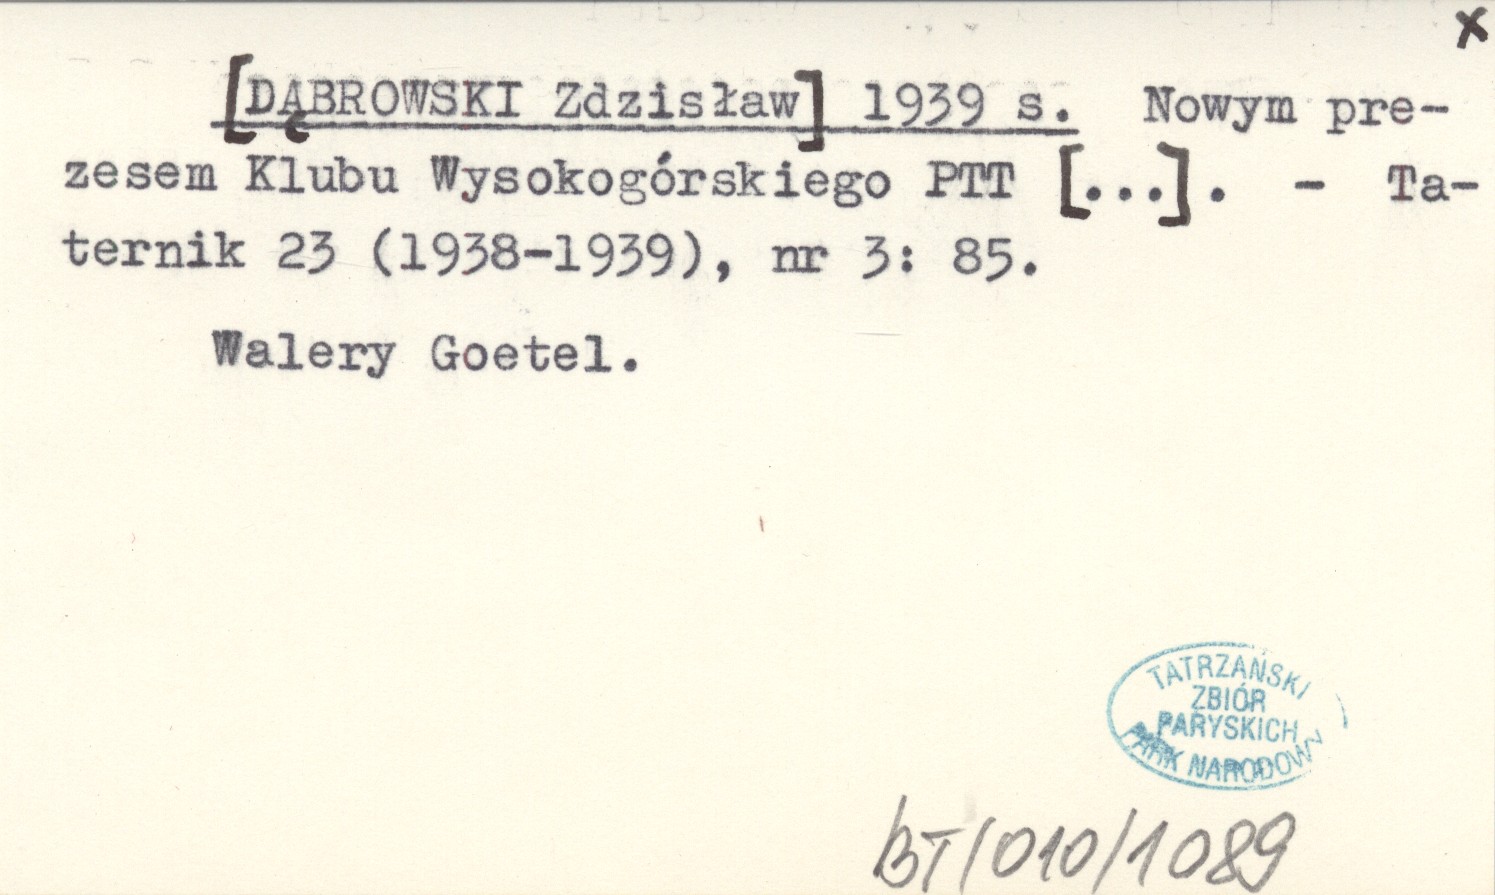 x
[DĄBROWSKI Zdzisław] 1939 s. Nowym pre-
zesem Klubu Wysokogórskiego PTT [...]. - Ta-
ternik 23 (1938-1939), nr 3: 85.
Walery Goetel.
TATRZAŃSKI
ZBIÓR
PARYSKICH
PARK NARODOWY
BT/010/1089